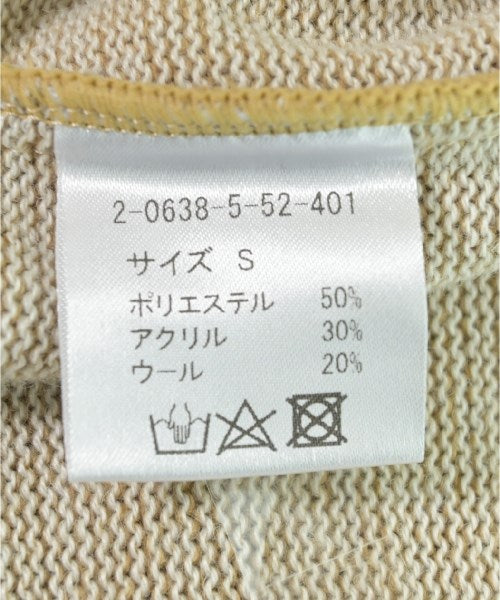 2-0638-5-52-401
サイズ S
ポリエステル 50%
アクリル 30%
ウール 20%